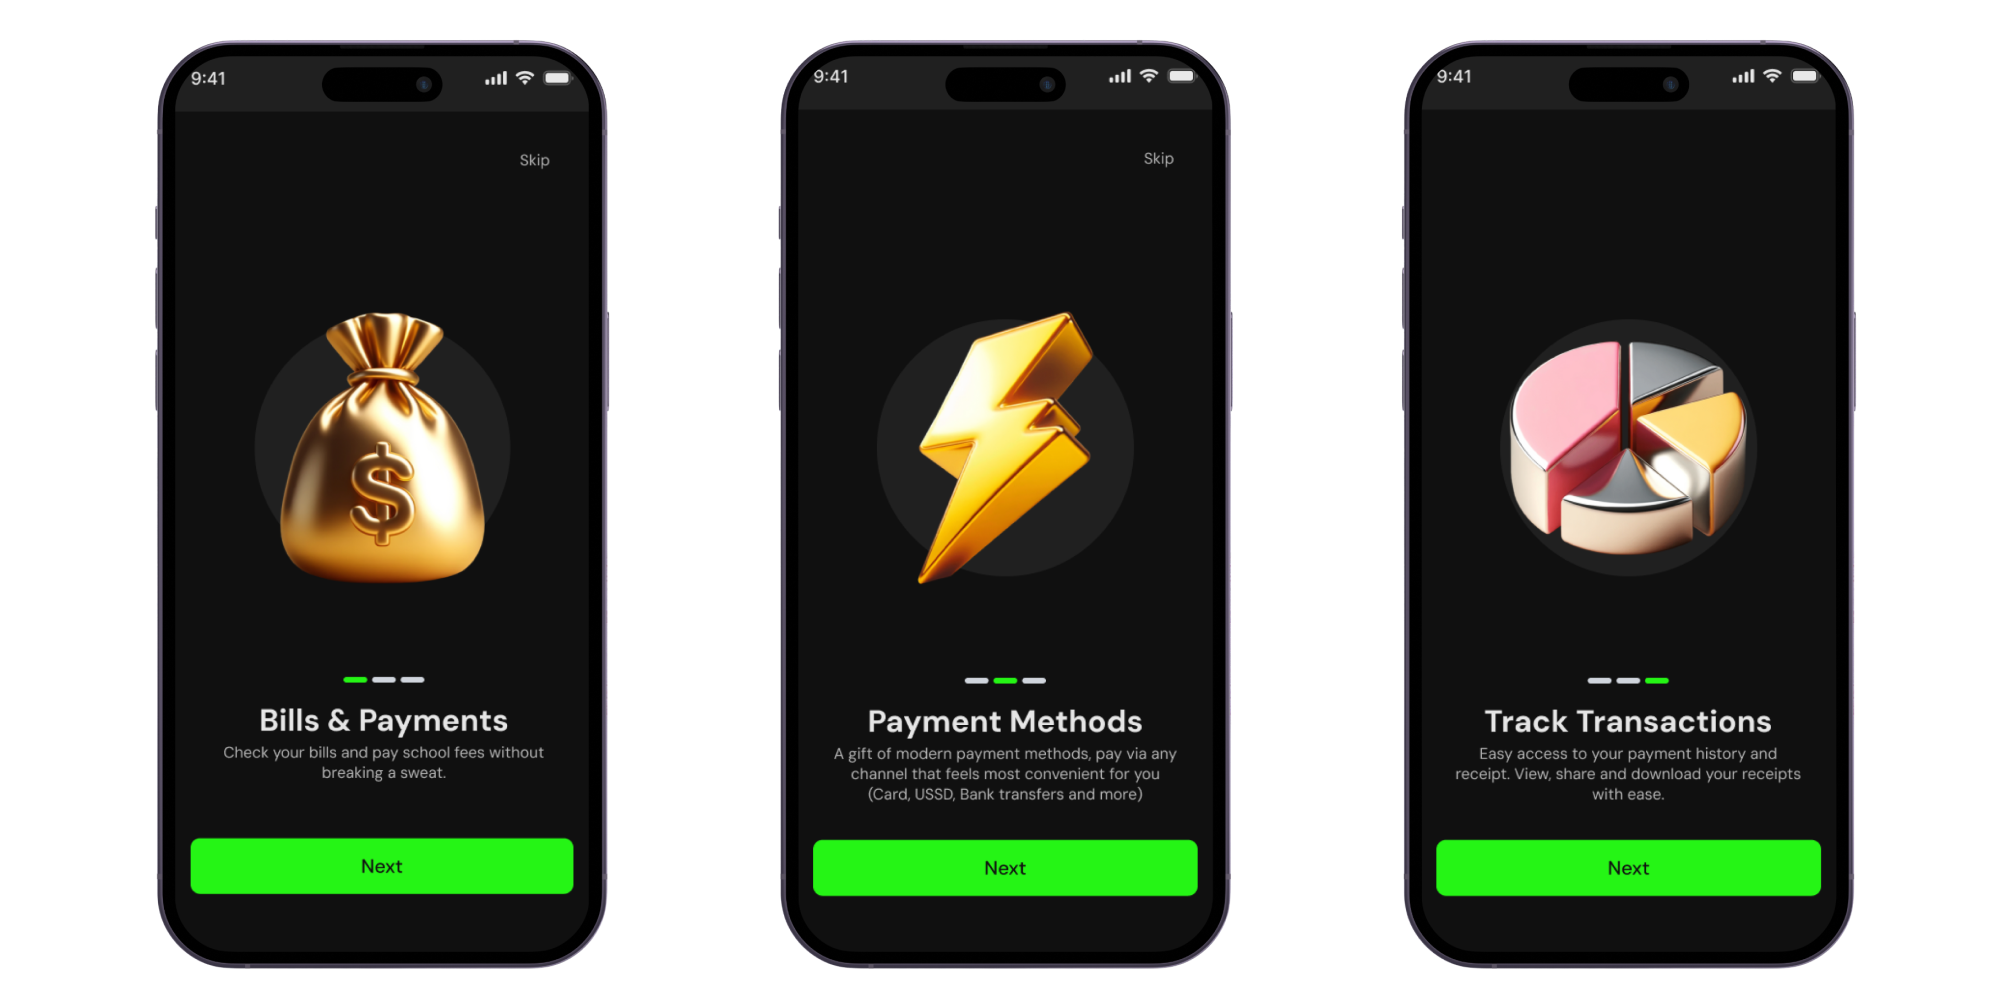 9:41
Skip
$
Bills & Payments
Check your bills and pay school fees without
breaking a sweat.
Next
9:41
Skip
Payment Methods
A gift of modern payment methods, pay via any
channel that feels most convenient for you
(Card, USSD, Bank transfers and more)
Next
9:41
Track Transactions
Easy access to your payment history and
receipt. View, share and download your receipts
with ease.
Next